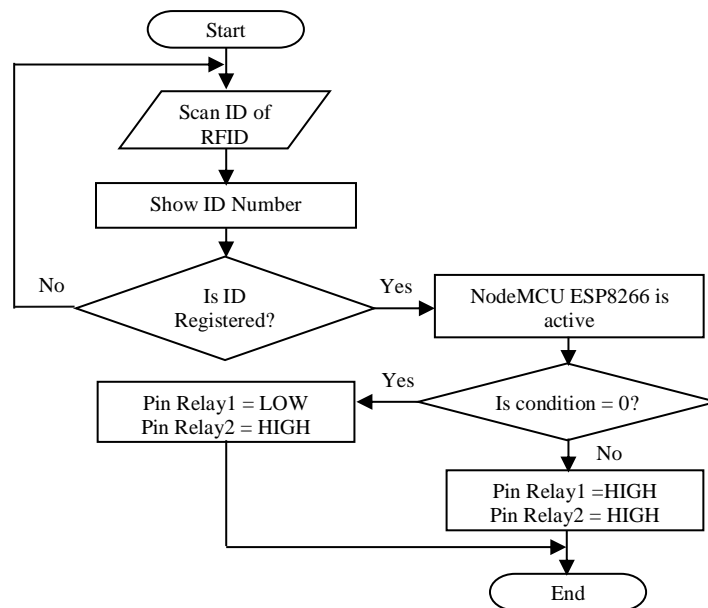 Start
Scan ID of
RFID
Show ID Number
No
Is ID
Registered?
Yes
NodeMCU ESP8266 is
active
Yes
Pin Relay1 = LOW
Pin Relay2 = HIGH
Is condition = 0?
No
Pin Relay1 =HIGH
Pin Relay2 = HIGH
End